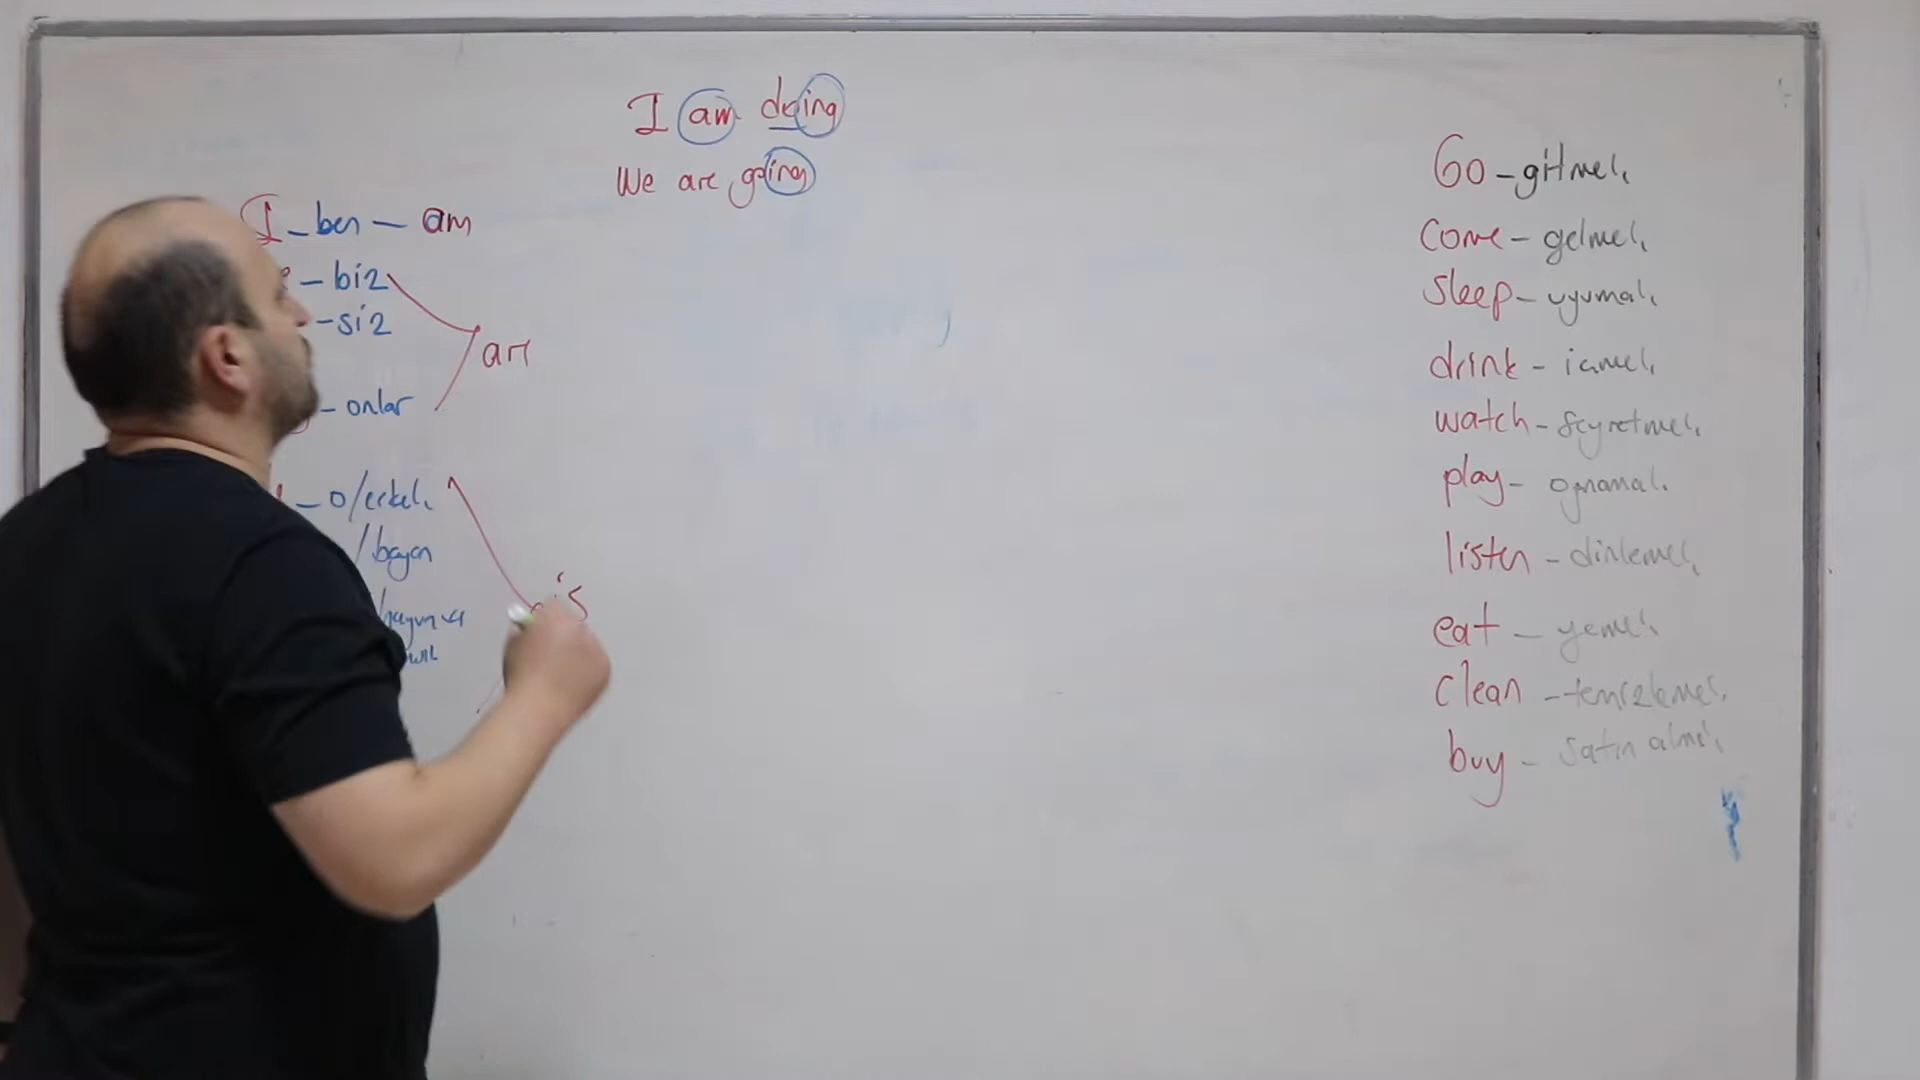 I am doing
We are going
I - ben - am
- biz
- siz
are
- onlar
- o/erkek
/bayan
is
Go - gitmek
Come - gelmek
Sleep - uyumak
drink - içmek
watch - seyretmek
play - oynamak
listen - dinlemek
eat - yemek
Clean - temizlemek
buy - satın almak